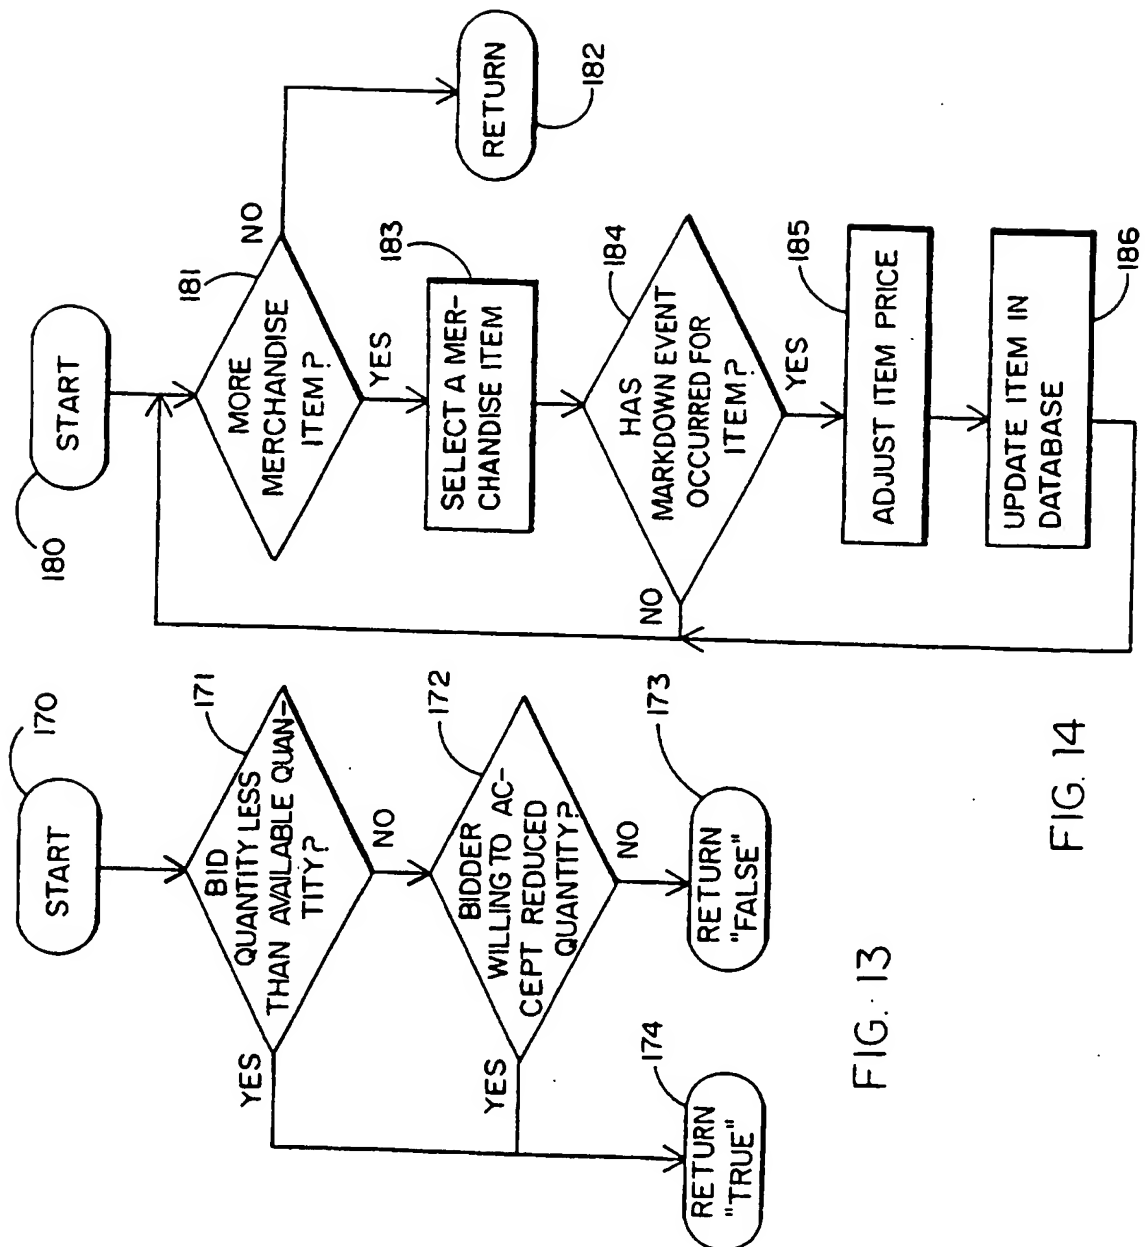 START
170
BID
QUANTITY LESS
THAN AVAILABLE QUAN-
TITY?
171
YES
NO
BIDDER
WILLING TO AC-
CEPT REDUCED
QUANTITY?
172
YES
NO
RETURN
"FALSE"
173
RETURN
"TRUE"
174
FIG. 13
START
180
MORE
MERCHANDISE
ITEM?
181
NO
RETURN
182
YES
SELECT A MER-
CHANDISE ITEM
183
HAS
MARKDOWN EVENT
OCCURRED FOR
ITEM?
184
NO
YES
ADJUST ITEM PRICE
185
UPDATE ITEM IN
DATABASE
186
FIG. 14